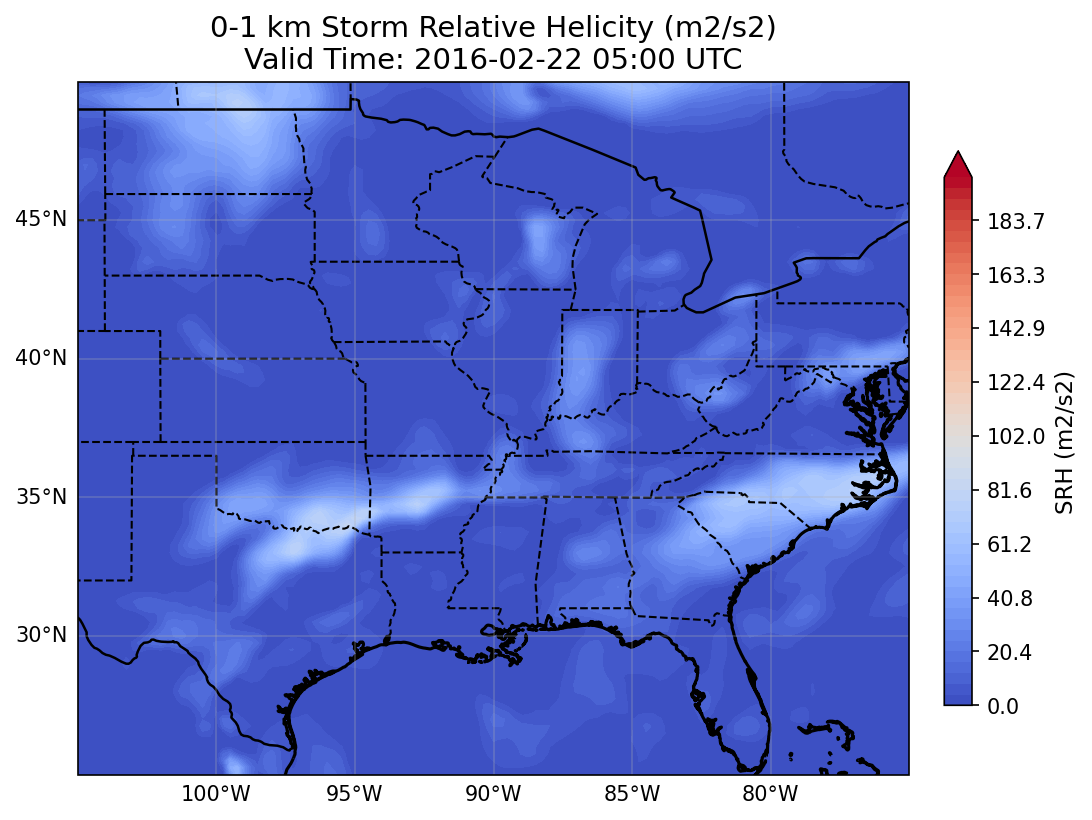 0-1 km Storm Relative Helicity (m2/s2)
Valid Time: 2016-02-22 05:00 UTC
45°N
40°N
35°N
30°N
100°W
95°W
90°W
85°W
80°W
183.7
163.3
142.9
122.4
102.0
81.6
61.2
40.8
20.4
0.0
SRH (m2/s2)